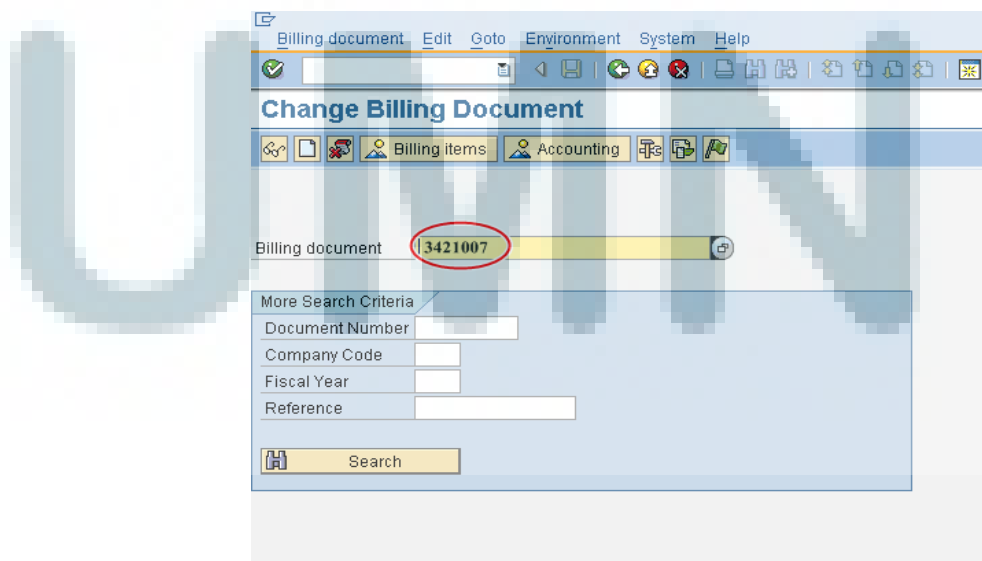 Billing document Edit Goto Environment System Help
Change Billing Document
Billing items Accounting
Billing document 3421007
More Search Criteria
Document Number
Company Code
Fiscal Year
Reference
Search
UMN